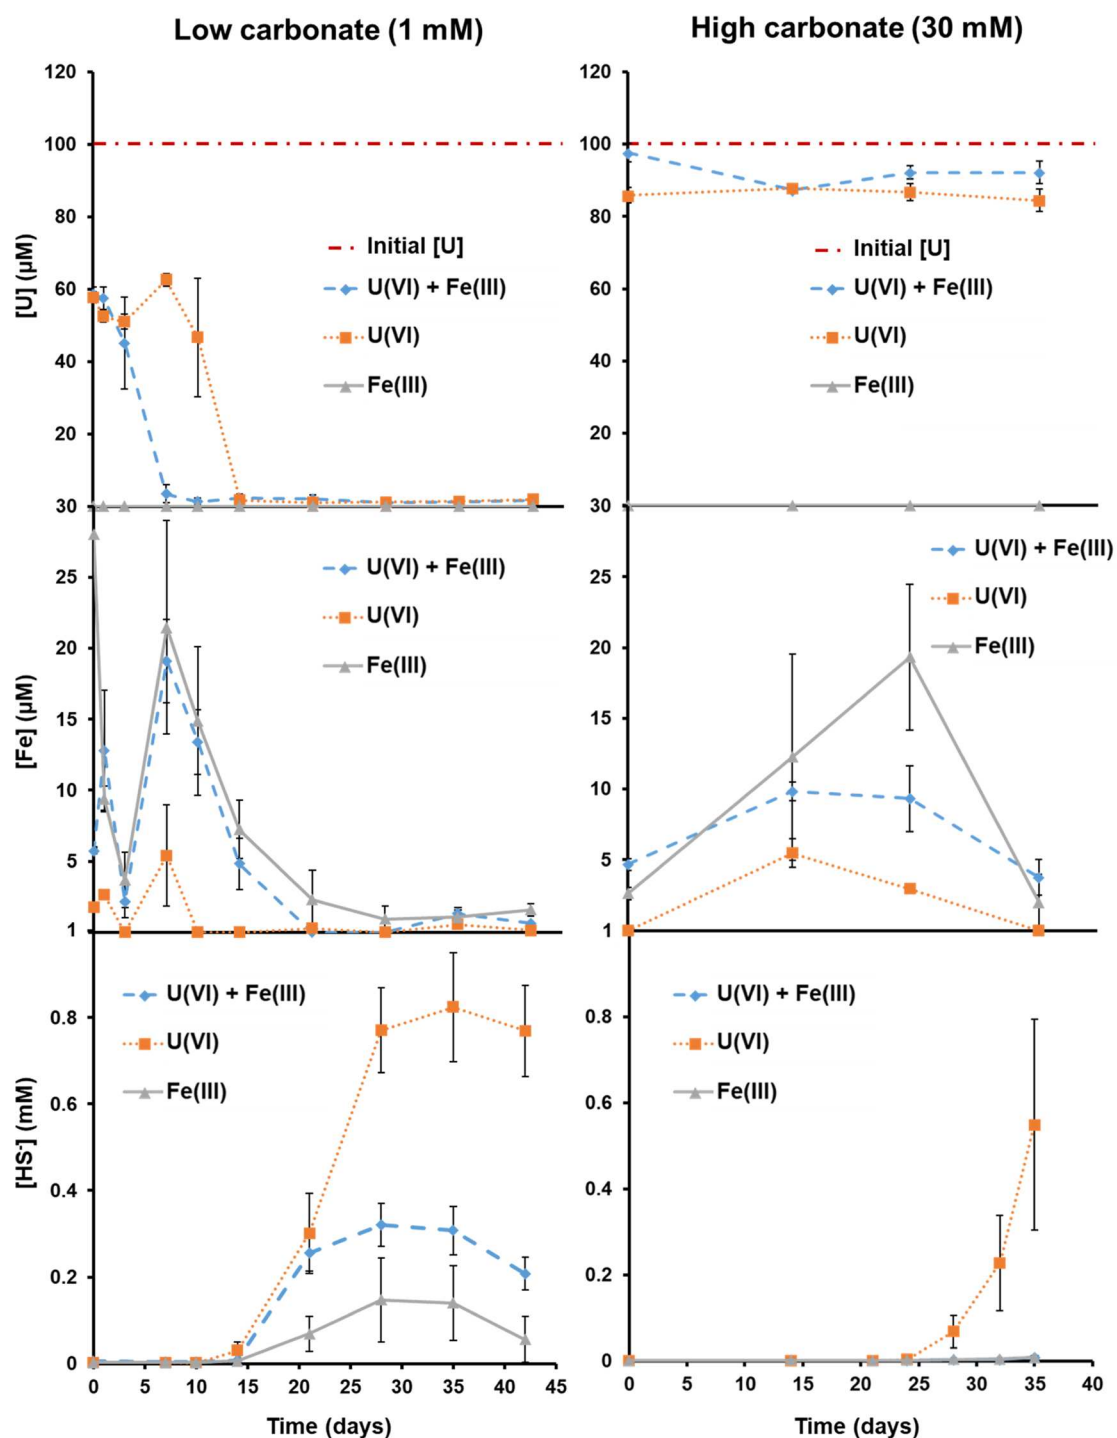 Low carbonate (1 mM)
High carbonate (30 mM)
120
100
80
60
40
20
30
[U] (µM)
Initial [U]
U(VI) + Fe(III)
U(VI)
Fe(III)
120
100
80
60
40
20
30
Initial [U]
U(VI) + Fe(III)
U(VI)
Fe(III)
25
20
15
10
5
1
[Fe] (µM)
U(VI) + Fe(III)
U(VI)
Fe(III)
25
20
15
10
5
1
U(VI) + Fe(III)
U(VI)
Fe(III)
0.8
0.6
0.4
0.2
0
[HS-] (mM)
U(VI) + Fe(III)
U(VI)
Fe(III)
0 5 10 15 20 25 30 35 40 45
Time (days)
0.8
0.6
0.4
0.2
0
U(VI) + Fe(III)
U(VI)
Fe(III)
0 5 10 15 20 25 30 35 40
Time (days)